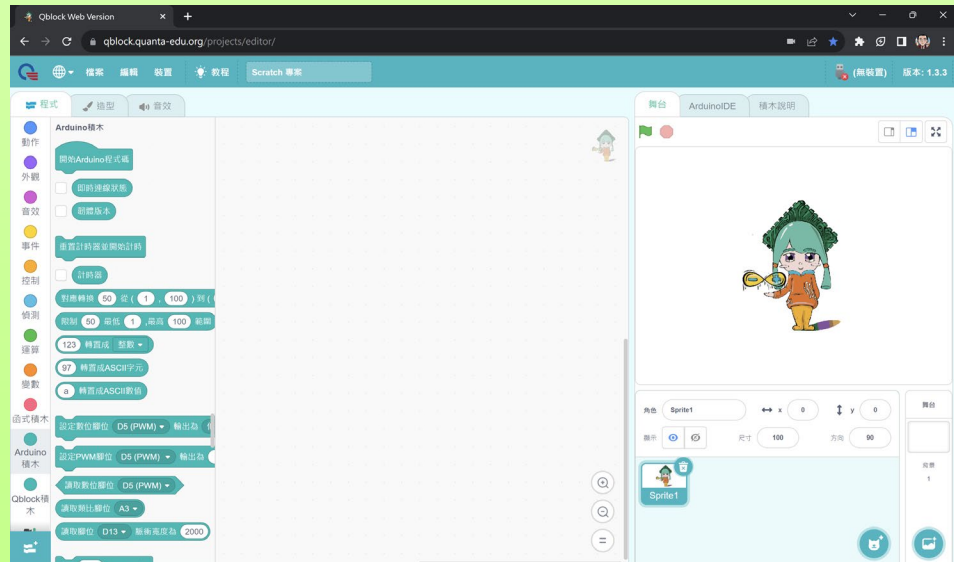 Qblock Web Version
qblock.quanta-edu.org/projects/editor/
檔案 編輯 裝置 教程 Scratch 專案 (無裝置) 版本: 1.3.3
程式 造型 音效
舞台 ArduinoIDE 積木說明
動作
外觀
音效
事件
控制
偵測
運算
變數
函式積木
Arduino
積木
Qblock積
木
Arduino積木
開始Arduino程式碼
即時連線狀態
韌體版本
重置計時器並開始計時
計時器
對應轉換 50 從 ( 1 , 100 ) 到 (
限制 50 最低 1 ,最高 100 範圍
123 轉置成 整數
97 轉置成ASCII字元
a 轉置成ASCII數值
設定數位腳位 D5 (PWM) 輸出為
設定PWM腳位 D5 (PWM) 輸出為
讀取數位腳位 D5 (PWM)
讀取類比腳位 A3
讀取腳位 D13 脈衝寬度為 2000
角色 Sprite1 x 0 y 0
顯示 尺寸 100 方向 90
Sprite1
舞台
背景
1